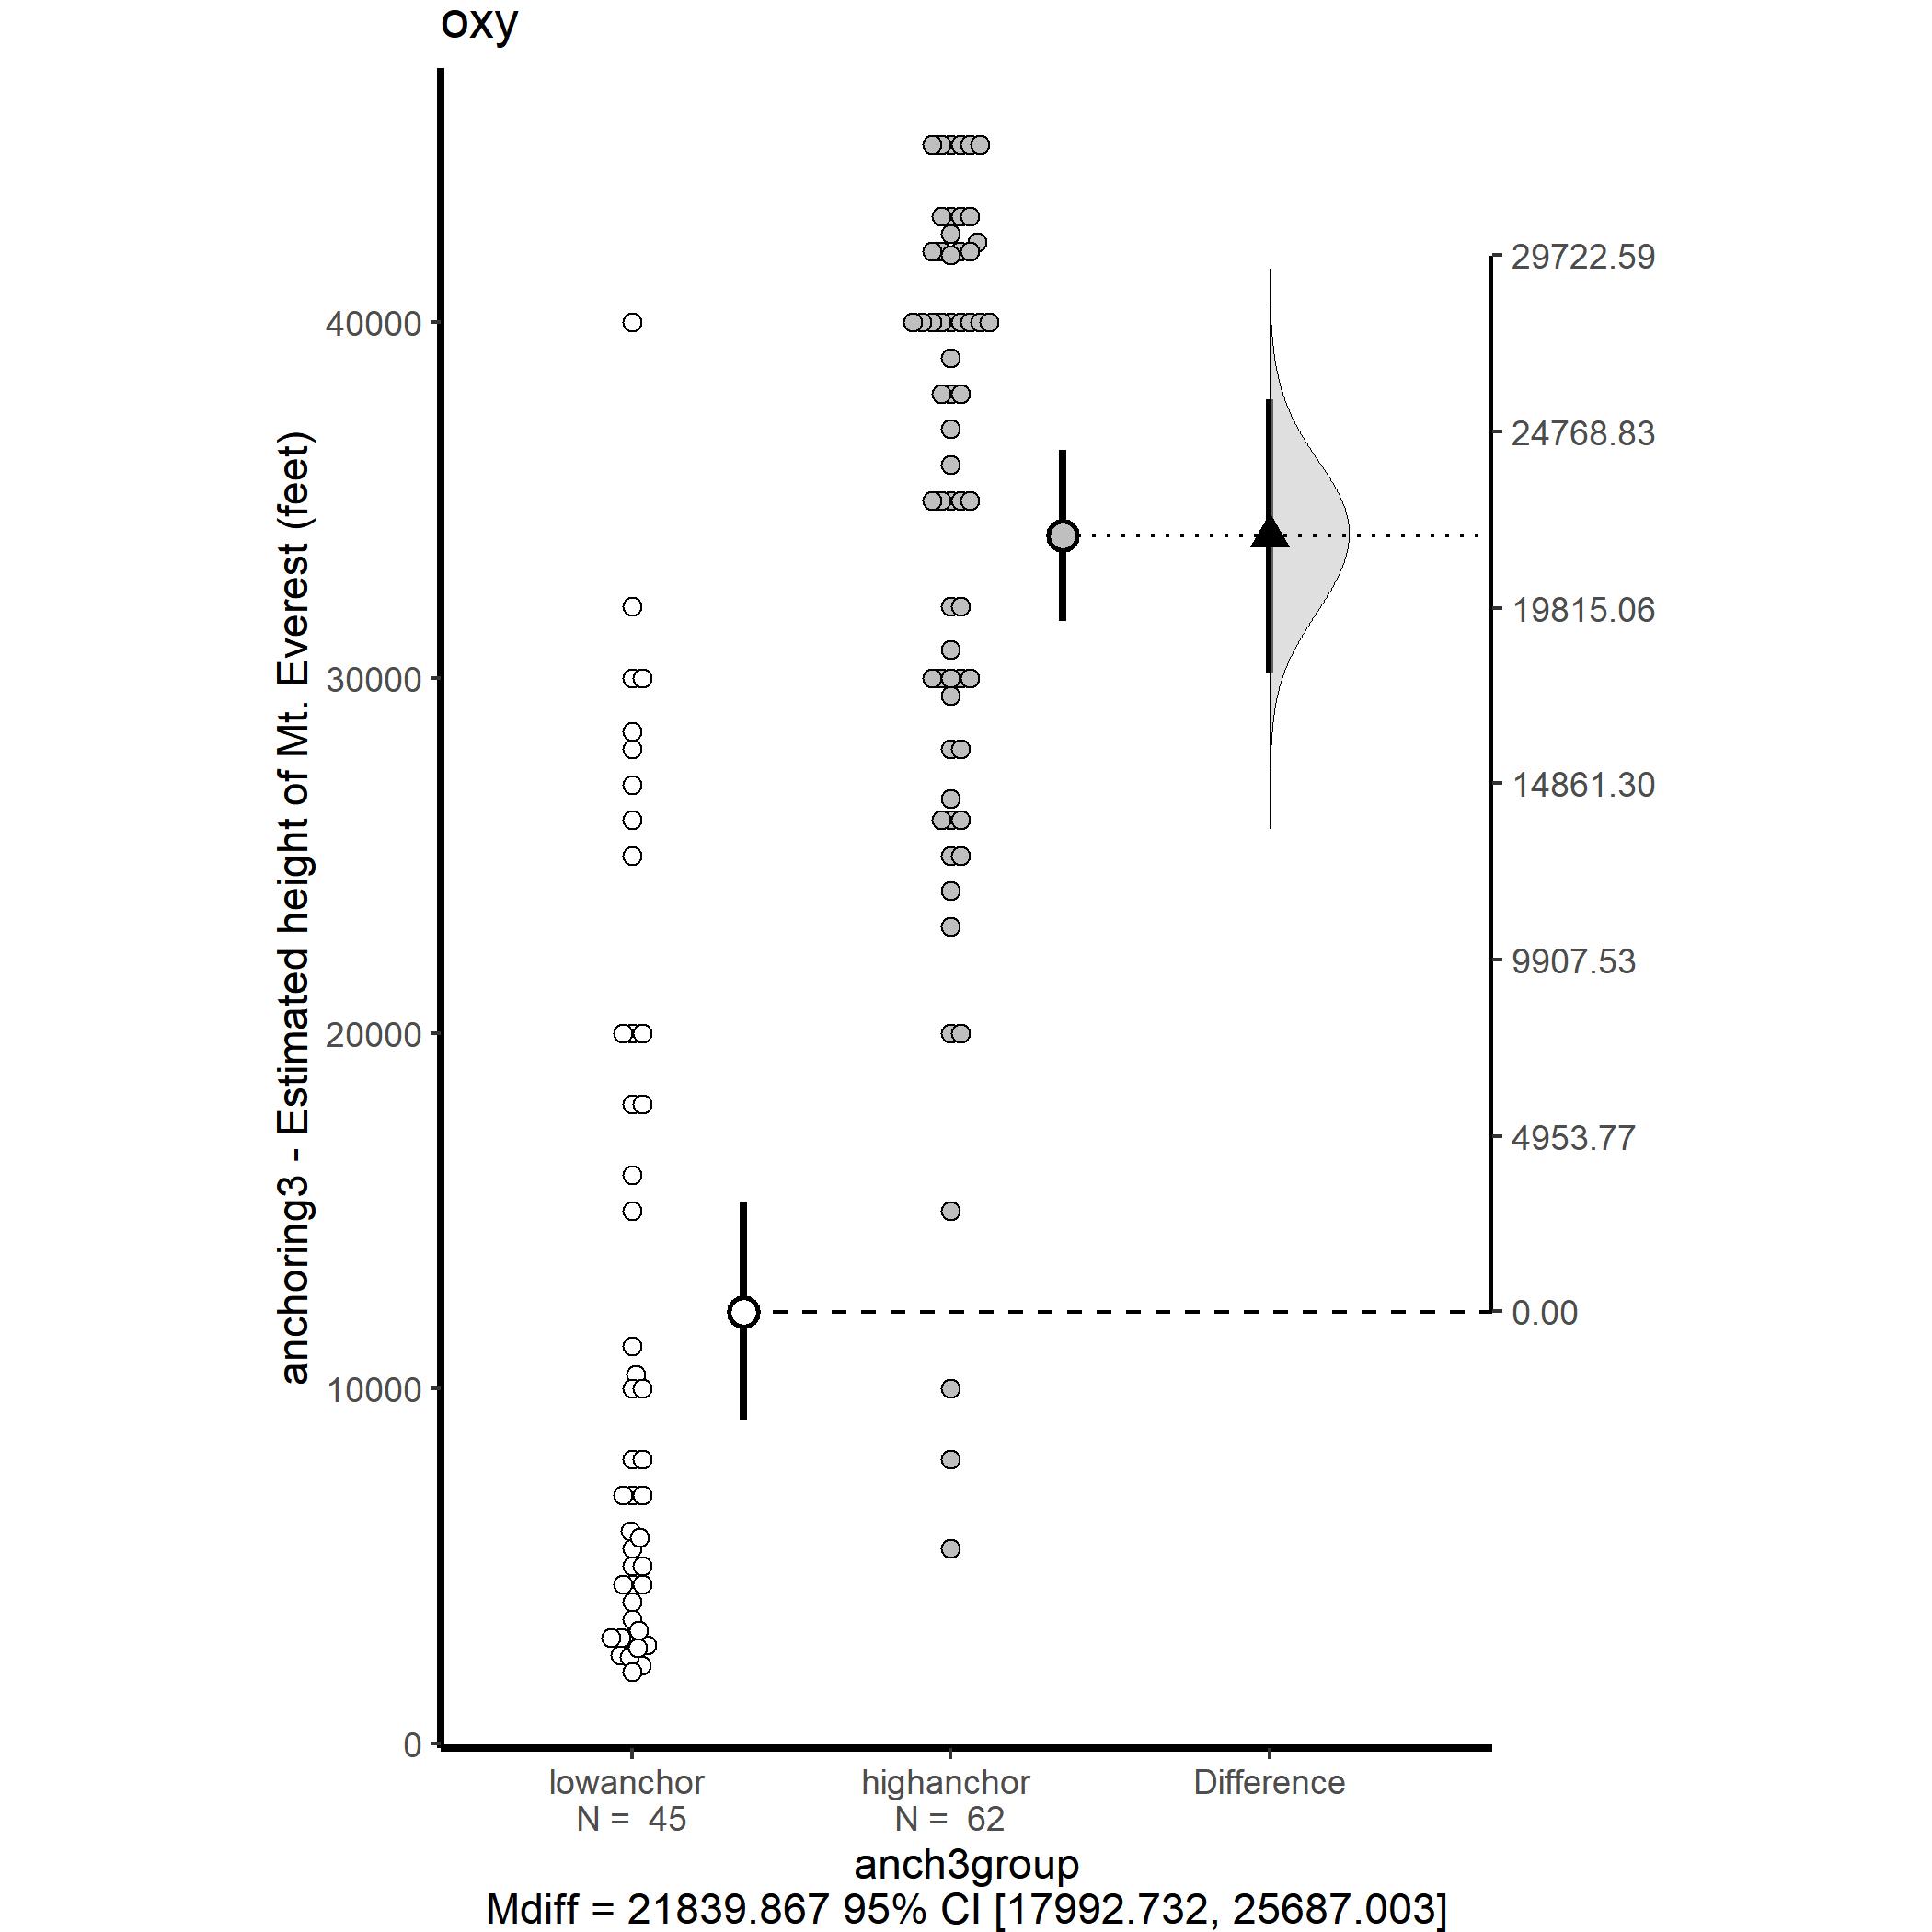 oxy
anchoring3 - Estimated height of Mt. Everest (feet)
40000
30000
20000
10000
0
29722.59
24768.83
19815.06
14861.30
9907.53
4953.77
0.00
lowanchor
N =  45
highanchor
N =  62
Difference
anch3group
Mdiff = 21839.867 95% CI [17992.732, 25687.003]